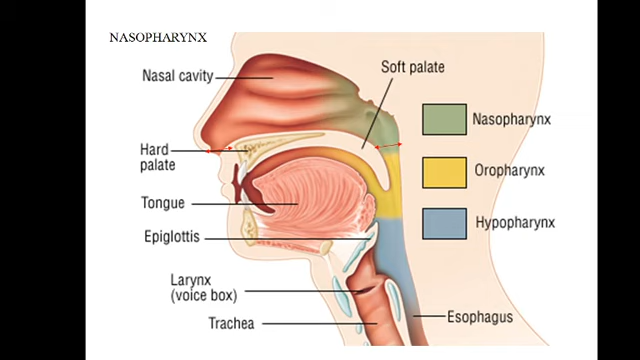 NASOPHARYNX
Soft palate
Nasal cavity
Nasopharynx
Hard
palate
Oropharynx
Tongue
Hypopharynx
Epiglottis
Larynx
(voice box)
Trachea
Esophagus